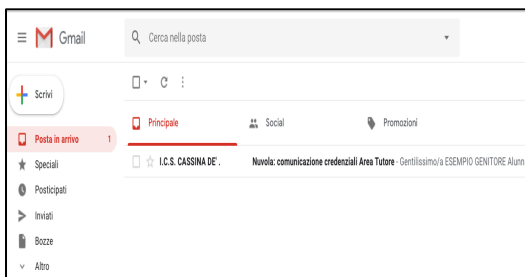 Gmail
Cerca nella posta
Scrivi
Principale
Social
Promozioni
Posta in arrivo 1
I.C.S. CASSINA DE'. Nuvola: comunicazione credenziali Area Tutore - Gentilissimo/a ESEMPIO GENITORE Alunn
Speciali
Posticipati
Inviati
Bozze
Altro